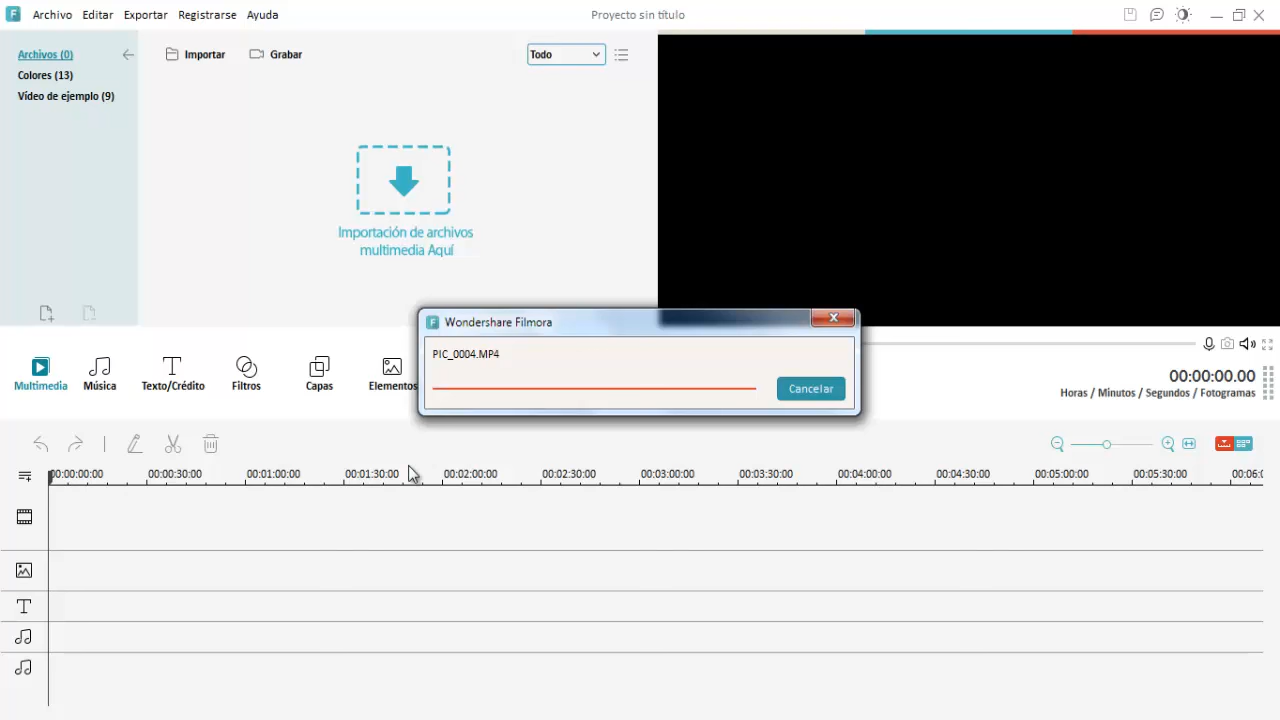 Archivo Editar Exportar Registrarse Ayuda Proyecto sin título
Archivos (0)
Colores (13)
Vídeo de ejemplo (9)
Importar Grabar Todo
Importación de archivos
multimedia Aquí
Wondershare Filmora
PIC_0004.MP4
Cancelar
Multimedia Música Texto/Crédito Filtros Capas Elementos
00:00:00.00
Horas / Minutos / Segundos / Fotogramas
00:00:00:00 00:00:30:00 00:01:00:00 00:01:30:00 00:02:00:00 00:02:30:00 00:03:00:00 00:03:30:00 00:04:00:00 00:04:30:00 00:05:00:00 00:05:30:00 00:06:0